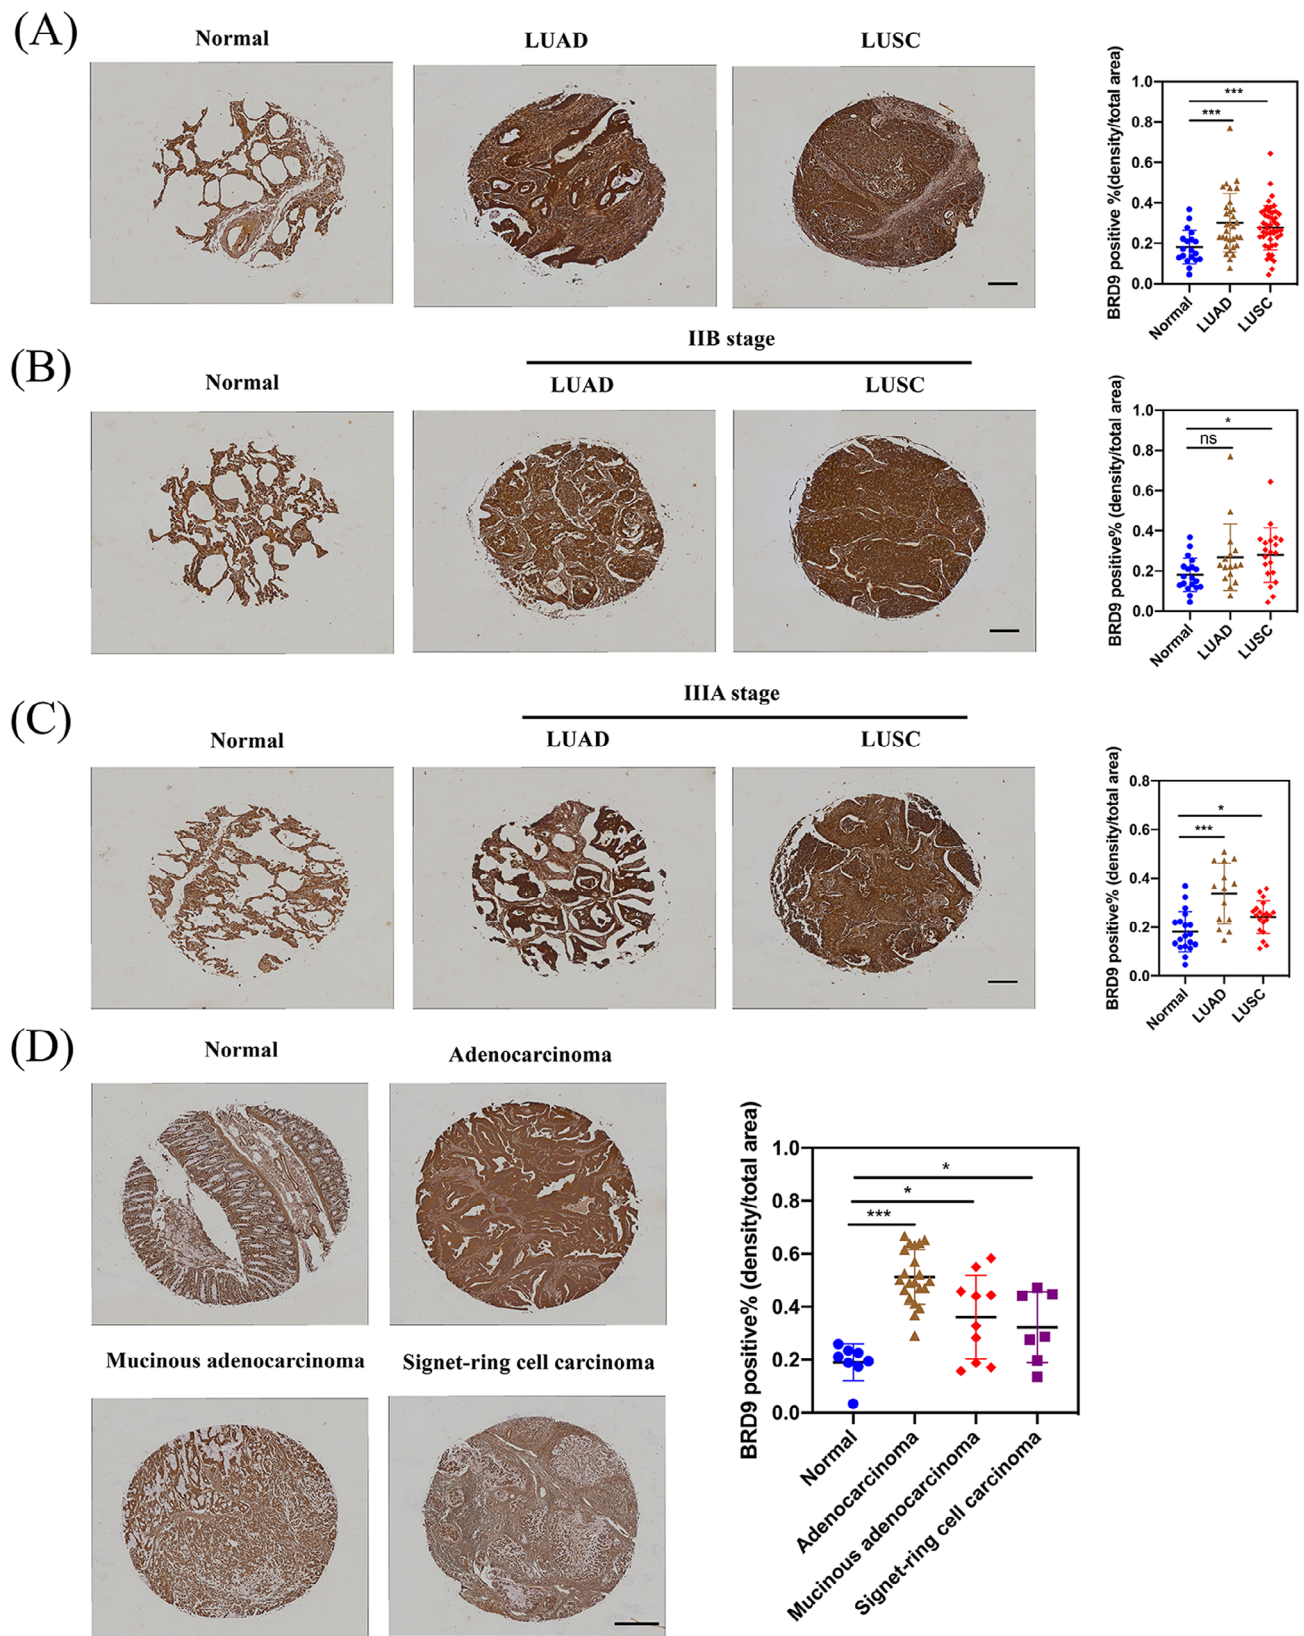 (A)
Normal
LUAD
LUSC
BRD9 positive %(density/total area)
1.0
0.8
0.6
0.4
0.2
0.0
***
***
Normal
LUAD
LUSC
(B)
IIB stage
Normal
LUAD
LUSC
BRD9 positive% (density/total area)
1.0
0.8
0.6
0.4
0.2
0.0
*
ns
Normal
LUAD
LUSC
(C)
IIIA stage
Normal
LUAD
LUSC
BRD9 positive% (density/total area)
0.8
0.6
0.4
0.2
0.0
*
***
Normal
LUAD
LUSC
(D)
Normal
Adenocarcinoma
Mucinous adenocarcinoma
Signet-ring cell carcinoma
BRD9 positive% (density/total area)
1.0
0.8
0.6
0.4
0.2
0.0
*
*
***
Normal
Adenocarcinoma
Mucinous adenocarcinoma
Signet-ring cell carcinoma